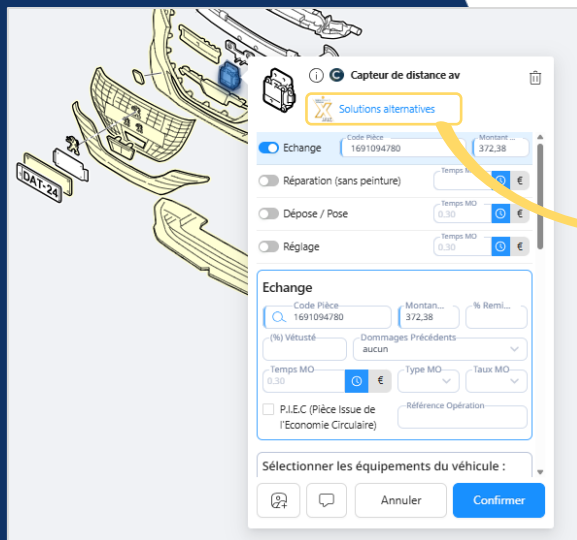 DAT-24
C Capteur de distance av
Solutions alternatives
Code Pièce
Montant ...
Echange
1691094780
372,38
Réparation (sans peinture)
€
Temps MO
Dépose / Pose
0.30
€
Temps MO
Réglage
0.30
€
Echange
Code Pièce
Montan...
% Remi...
1691094780
372,38
(%) Vétusté
Dommages Précédents
aucun
Temps MO
Type MO
Taux MO
0.30
€
P.I.E.C (Pièce Issue de
l'Economie Circulaire)
Référence Opération
Sélectionner les équipements du véhicule :
Annuler
Confirmer